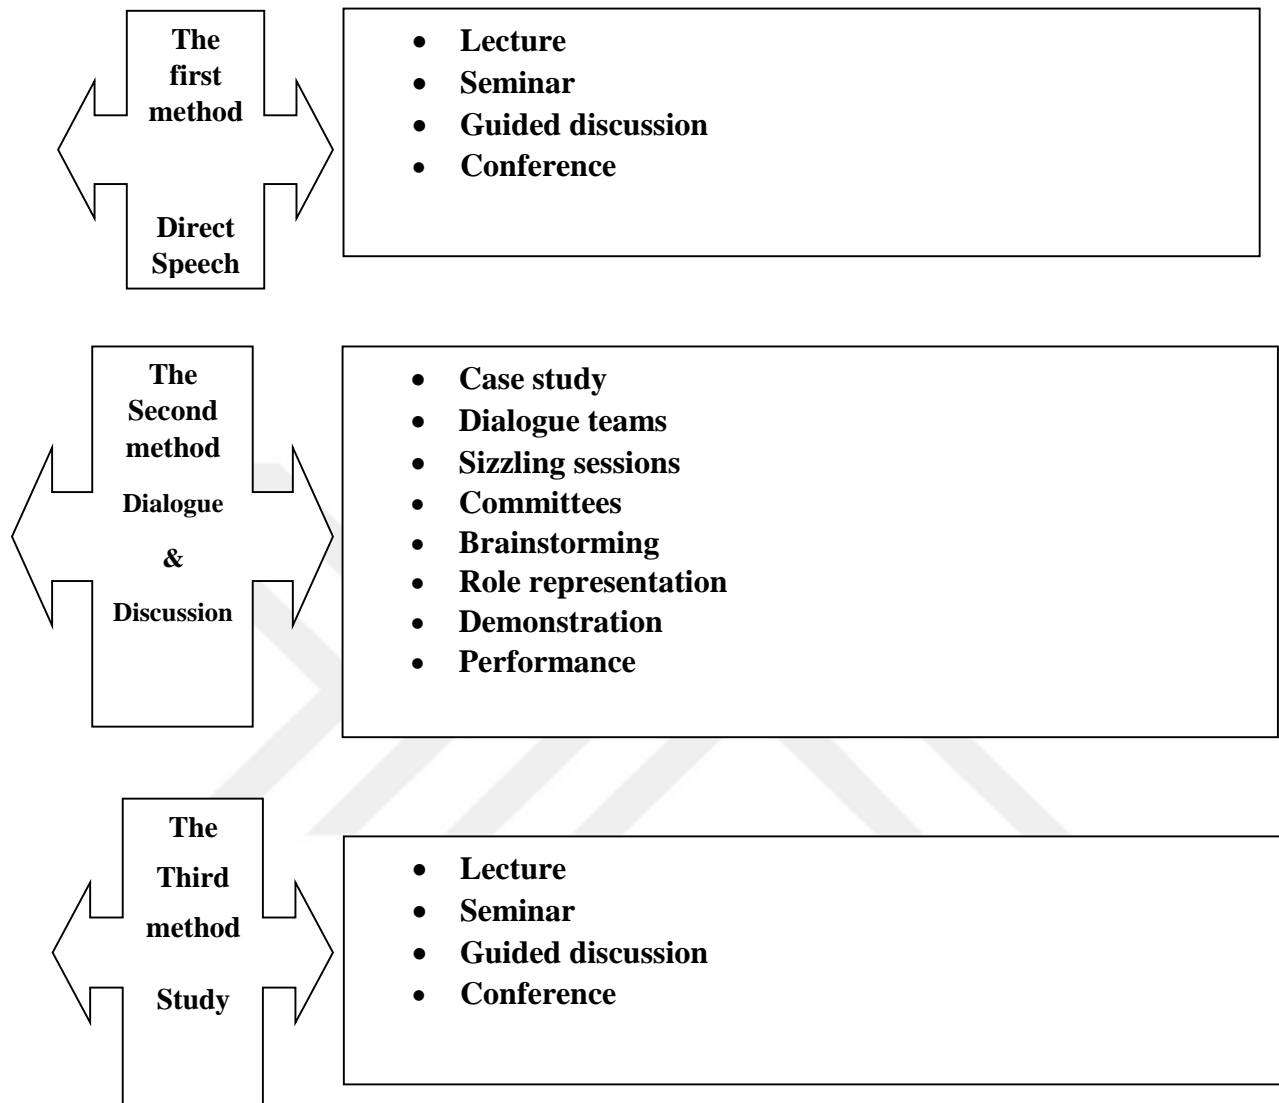 The
first
method
Direct
Speech
• Lecture
• Seminar
• Guided discussion
• Conference
The
Second
method
Dialogue
&
Discussion
• Case study
• Dialogue teams
• Sizzling sessions
• Committees
• Brainstorming
• Role representation
• Demonstration
• Performance
The
Third
method
Study
• Lecture
• Seminar
• Guided discussion
• Conference